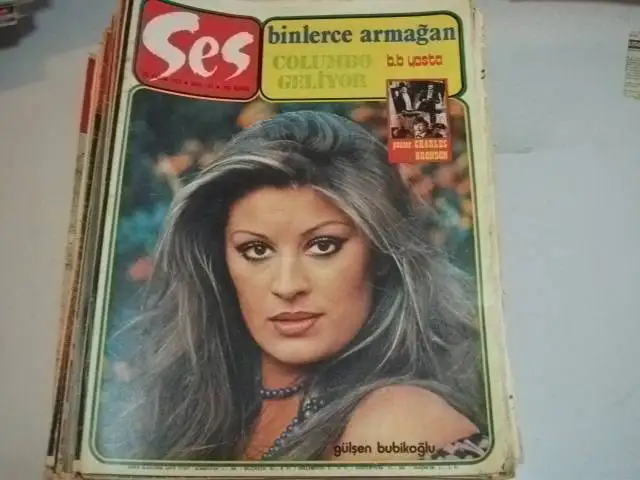 Ses
binlerce armağan
COLUMBO
GELİYOR
b.b yasta
poster CHARLES
BRONSON
gülşen bubikoğlu